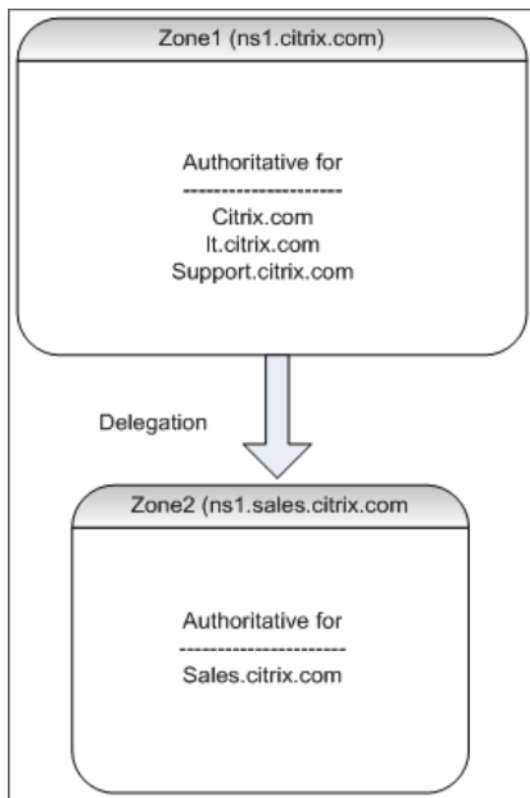 Zone1 (ns1.citrix.com)
Authoritative for
---------------------
Citrix.com
It.citrix.com
Support.citrix.com
Delegation
Zone2 (ns1.sales.citrix.com
Authoritative for
----------------------
Sales.citrix.com